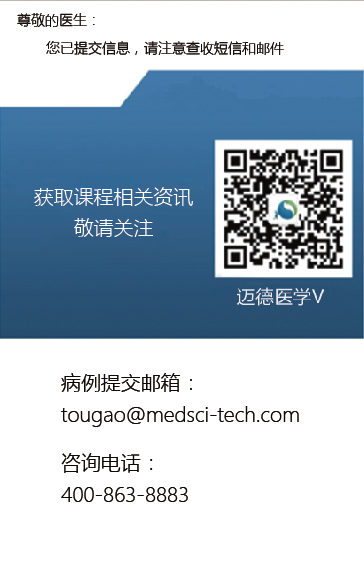 尊敬的医生：
您已提交信息，请注意查收短信和邮件
获取课程相关资讯
敬请关注
迈德医学V
病例提交邮箱：
tougao@medsci-tech.com
咨询电话：
400-863-8883